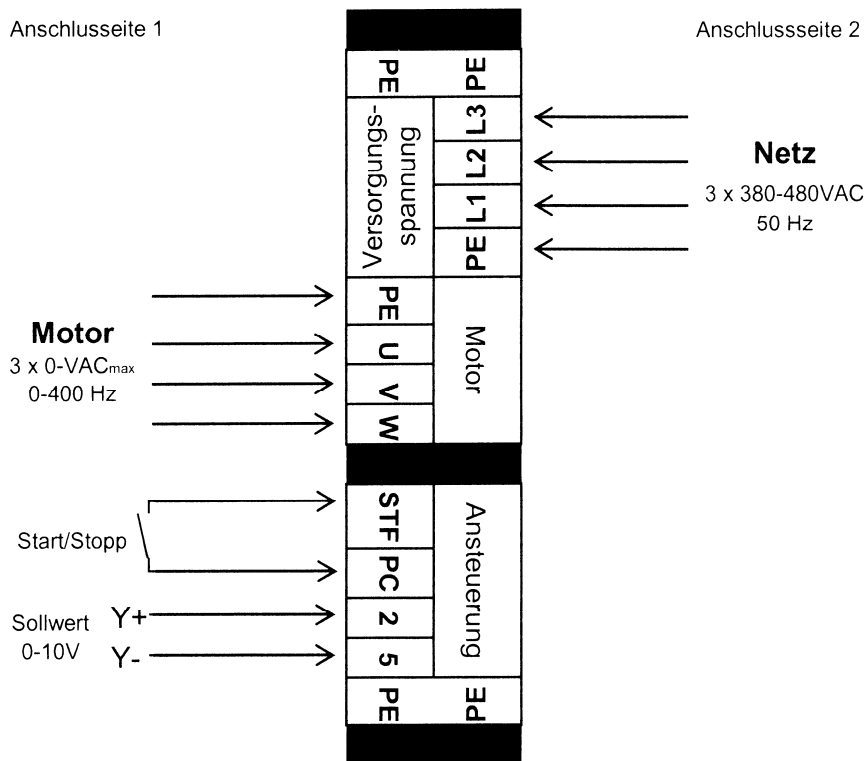 Anschlusseite 1
Anschlussseite 2
PE PE
Versorgungs-
spannung
L3
L2
L1
PE
Netz
3 x 380-480VAC
50 Hz
Motor
3 x 0-VACmax
0-400 Hz
PE
U
V
W
Motor
Start/Stopp
STF
PC
Sollwert
0-10V
Y+
Y-
2
5
Ansteuerung
PE PE